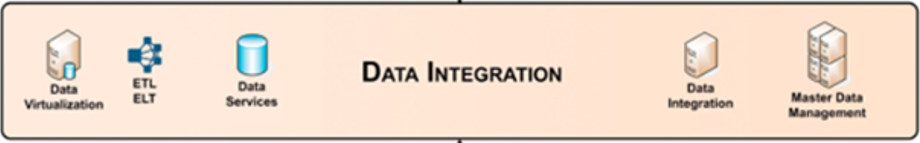 Data
Virtualization
ETL
ELT
Data
Services
DATA INTEGRATION
Data
Integration
Master Data
Management